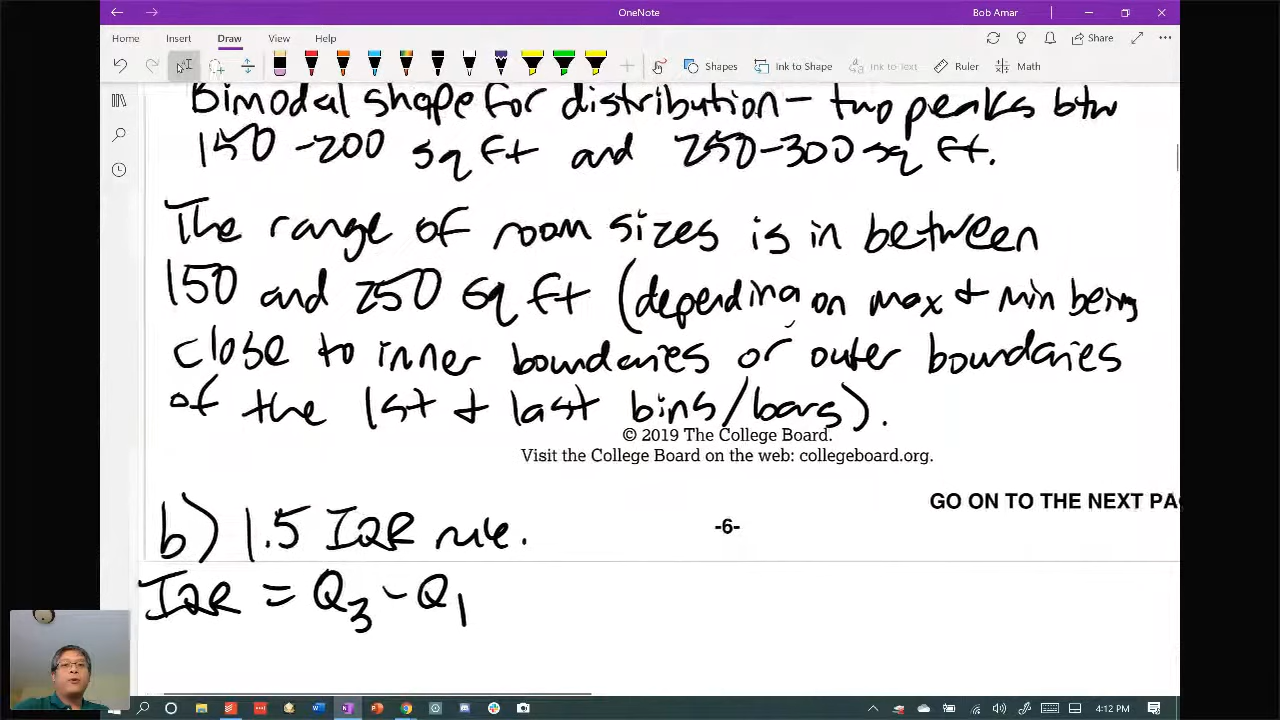 OneNote
Bob Amar
Home Insert Draw View Help
Share
Shapes Ink to Shape Ink to Text Ruler Math
Bimodal shape for distribution - two peaks btw
150-200 sq ft and 250-300 sq ft.
The range of room sizes is in between
150 and 250 sq ft (depending on max & min being
close to inner boundaries or outer boundaries
of the 1st & last bins/bars).
© 2019 The College Board.
Visit the College Board on the web: collegeboard.org.
GO ON TO THE NEXT PA
b) 1.5 IQR rule.
-6-
IQR = Q3 - Q1
4:12 PM